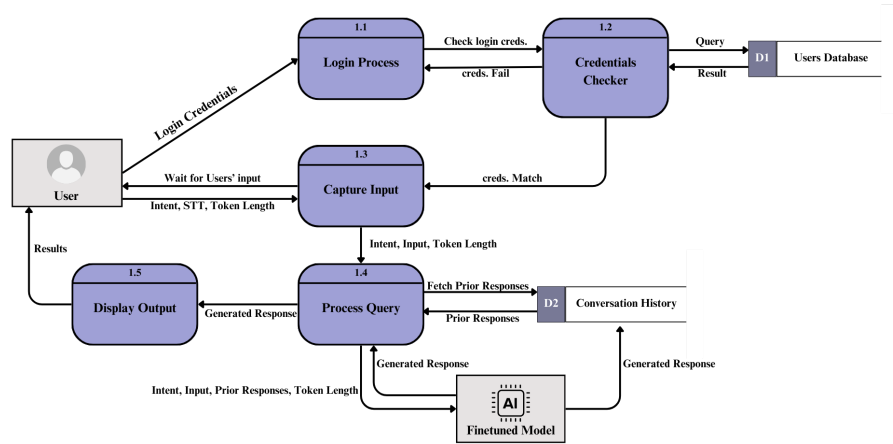 1.1
Login Process
Check login creds.
creds. Fail
1.2
Credentials
Checker
Query
Result
D1
Users Database
Login Credentials
User
Wait for Users' input
Intent, STT, Token Length
1.3
Capture Input
creds. Match
Intent, Input, Token Length
Results
1.5
Display Output
Generated Response
1.4
Process Query
Fetch Prior Responses
Prior Responses
D2
Conversation History
Generated Response
Generated Response
Intent, Input, Prior Responses, Token Length
AI
Finetuned Model